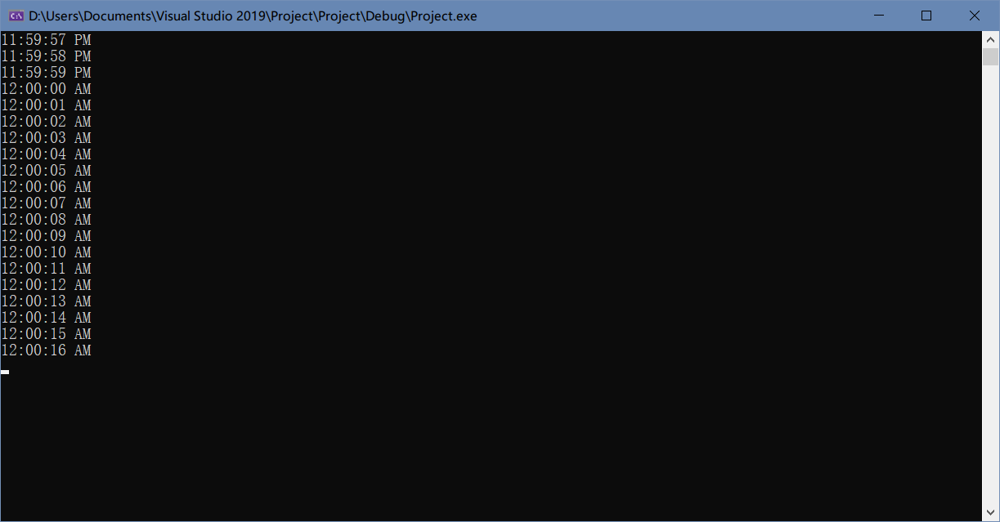 D:\Users\Documents\Visual Studio 2019\Project\Project\Debug\Project.exe
11:59:57 PM
11:59:58 PM
11:59:59 PM
12:00:00 AM
12:00:01 AM
12:00:02 AM
12:00:03 AM
12:00:04 AM
12:00:05 AM
12:00:06 AM
12:00:07 AM
12:00:08 AM
12:00:09 AM
12:00:10 AM
12:00:11 AM
12:00:12 AM
12:00:13 AM
12:00:14 AM
12:00:15 AM
12:00:16 AM